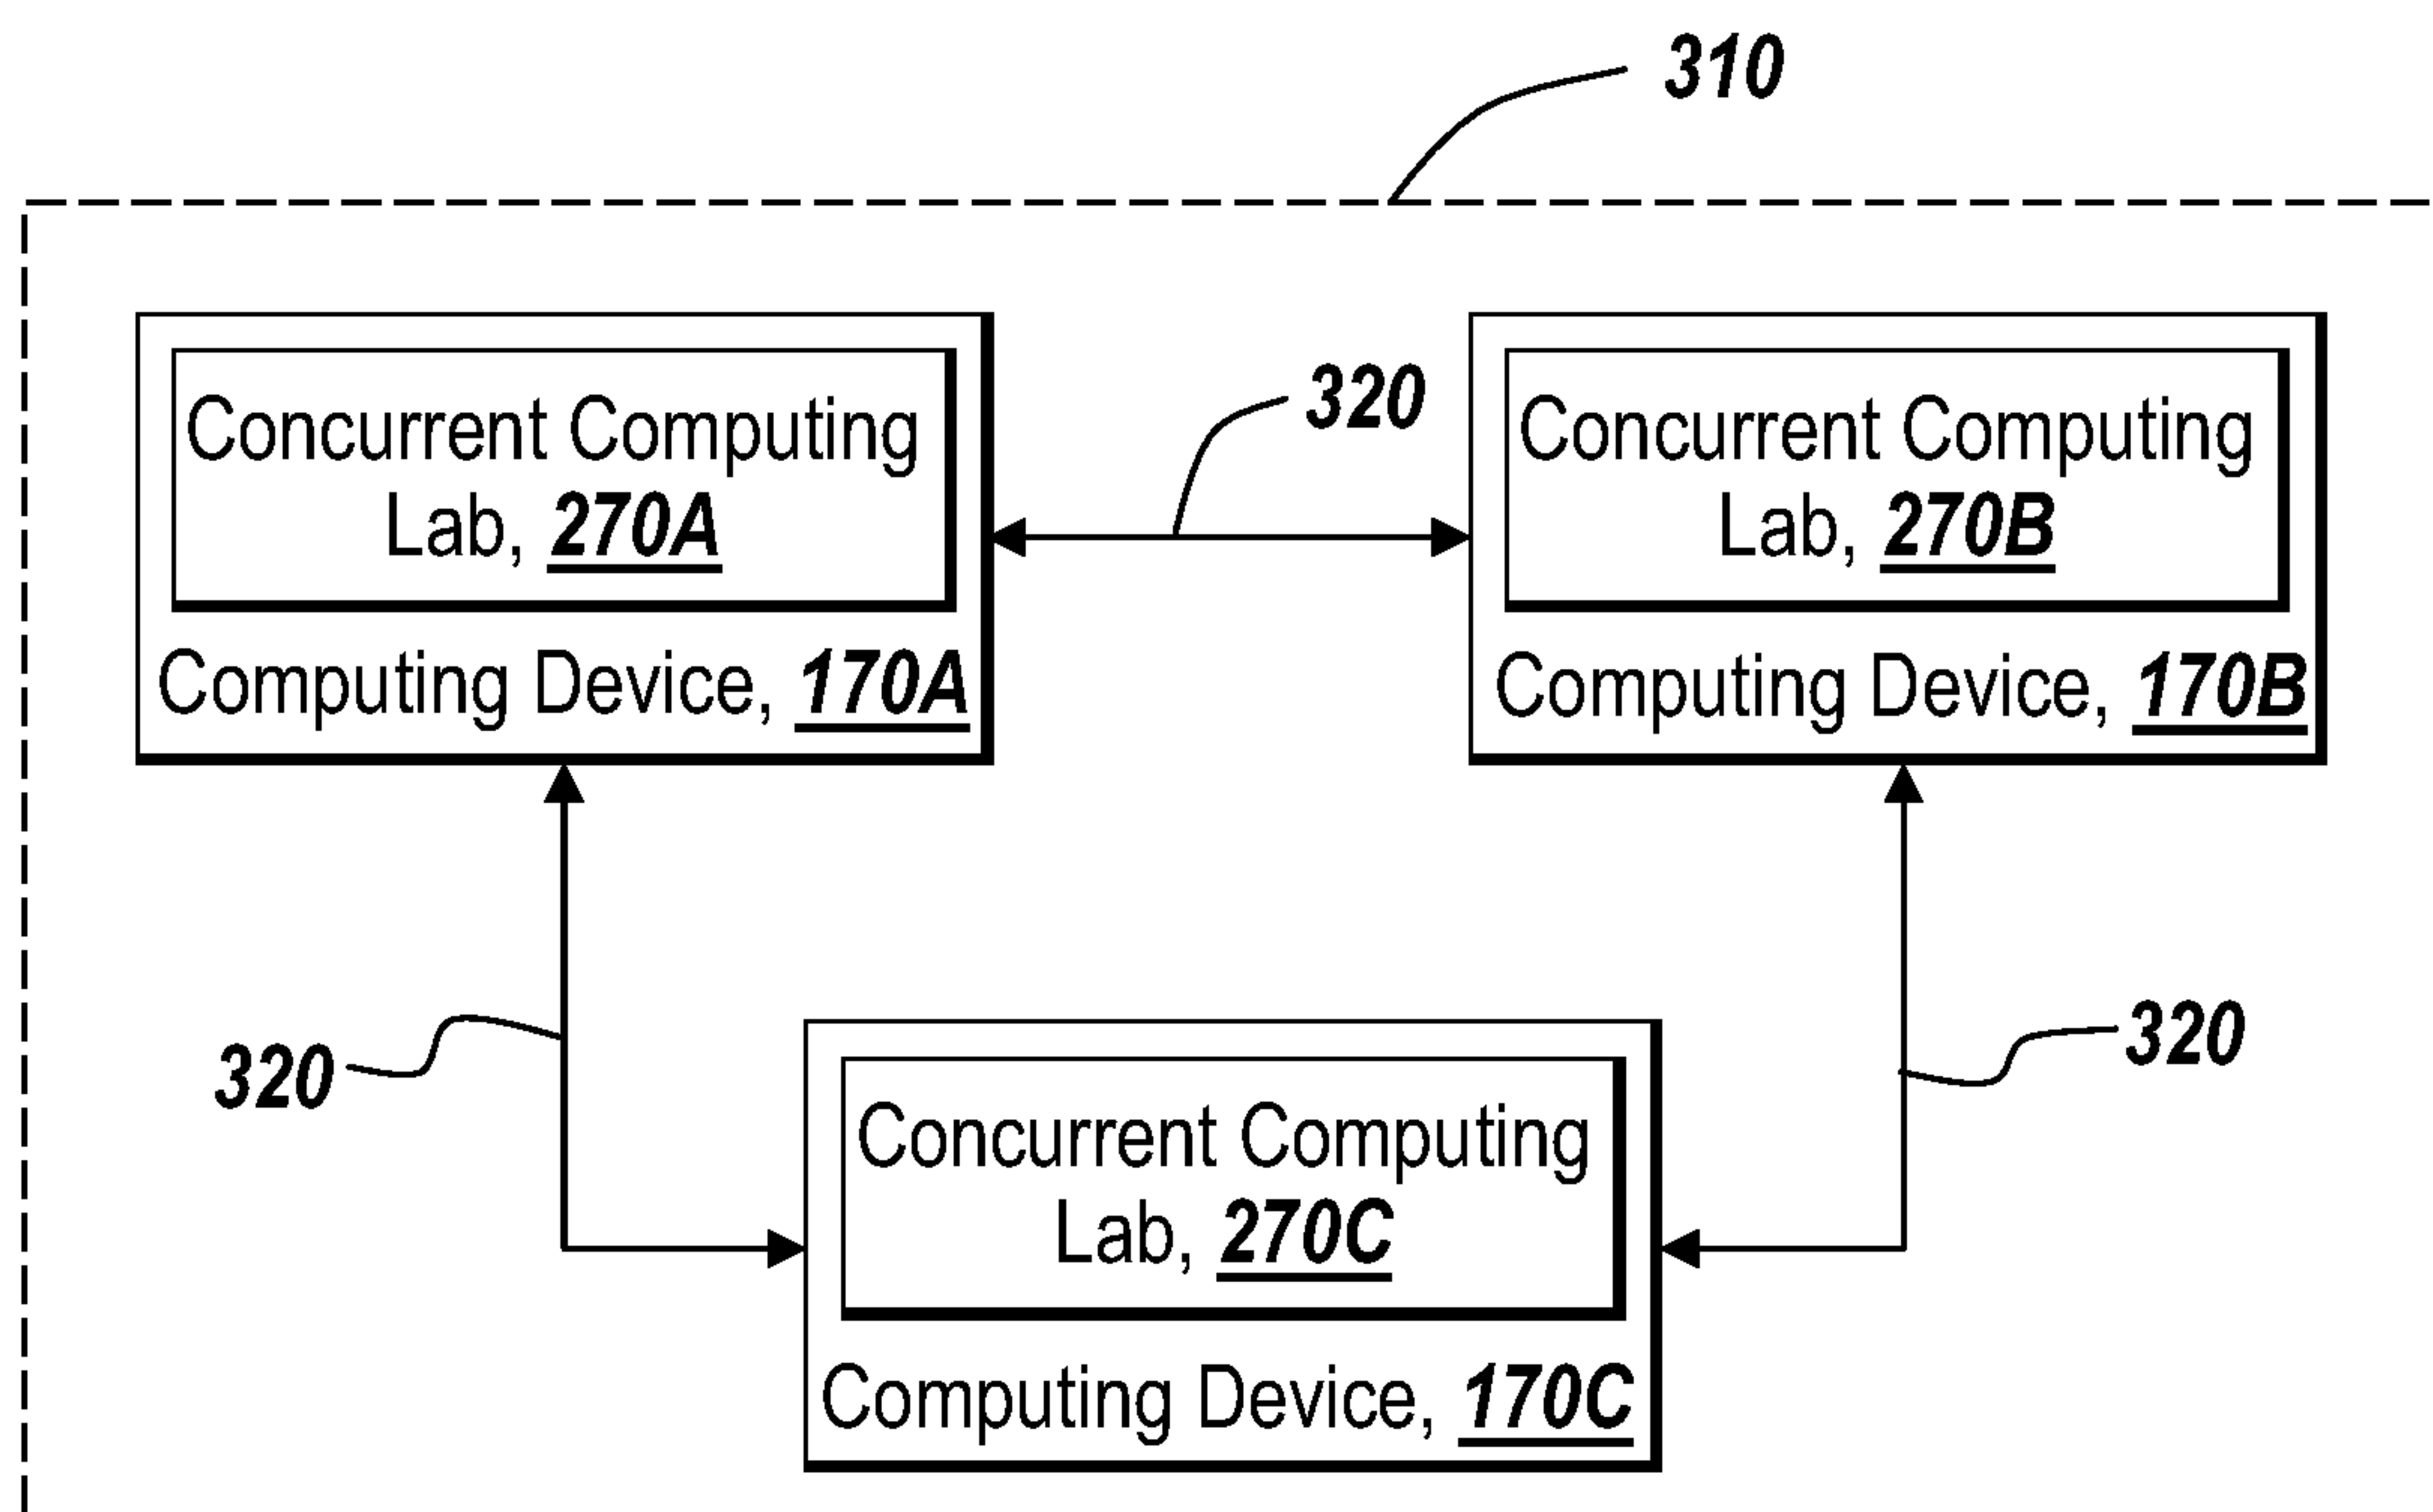 310
Concurrent Computing
Lab, 270A
Computing Device, 170A
320
Concurrent Computing
Lab, 270B
Computing Device, 170B
320
Concurrent Computing
Lab, 270C
Computing Device, 170C
320